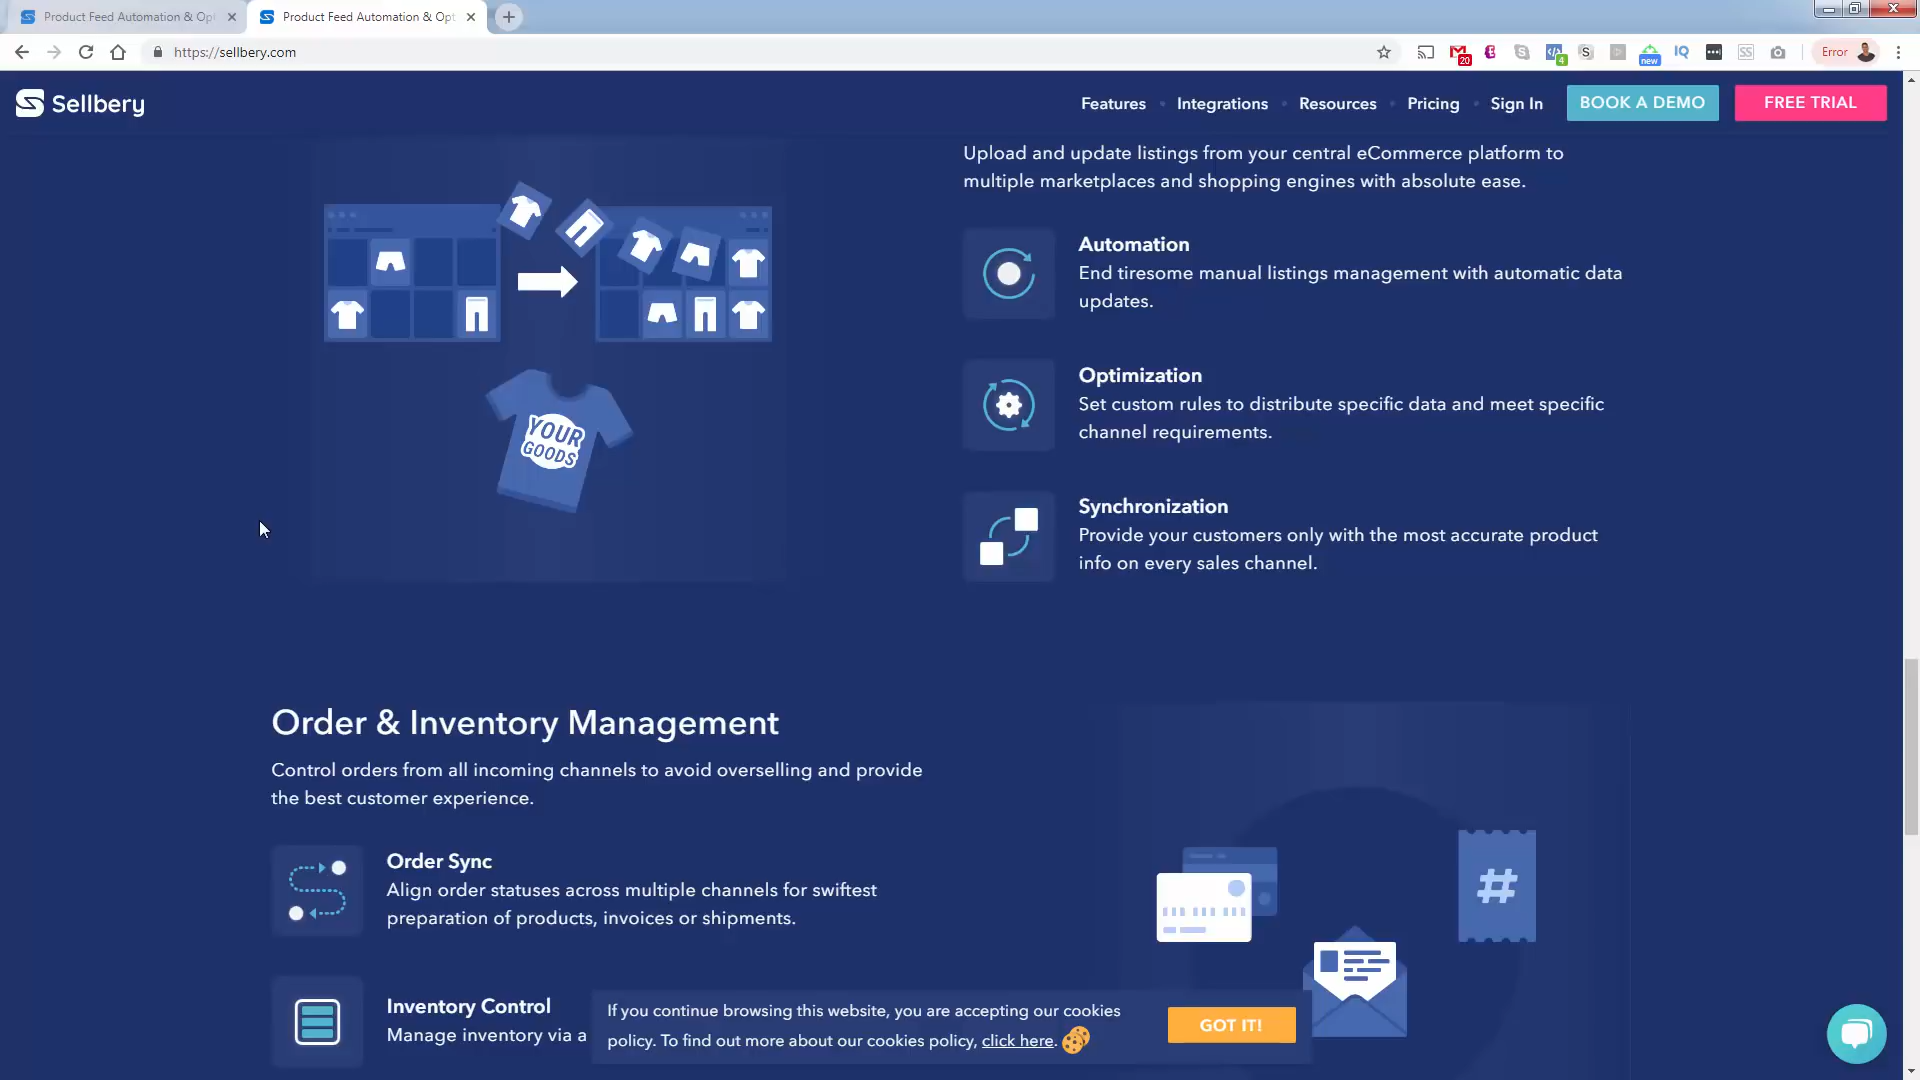 Product Feed Automation & Op
Product Feed Automation & Opt
https://sellbery.com
20
4
S
new
IQ
SS
Error
Sellbery
Features
Integrations
Resources
Pricing
Sign In
BOOK A DEMO
FREE TRIAL
Upload and update listings from your central eCommerce platform to
multiple marketplaces and shopping engines with absolute ease.
Automation
End tiresome manual listings management with automatic data
updates.
Optimization
Set custom rules to distribute specific data and meet specific
channel requirements.
YOUR
GOODS
Synchronization
Provide your customers only with the most accurate product
info on every sales channel.
Order & Inventory Management
Control orders from all incoming channels to avoid overselling and provide
the best customer experience.
Order Sync
Align order statuses across multiple channels for swiftest
preparation of products, invoices or shipments.
#
Inventory Control
Manage inventory via a
If you continue browsing this website, you are accepting our cookies
policy. To find out more about our cookies policy, click here.
GOT IT!